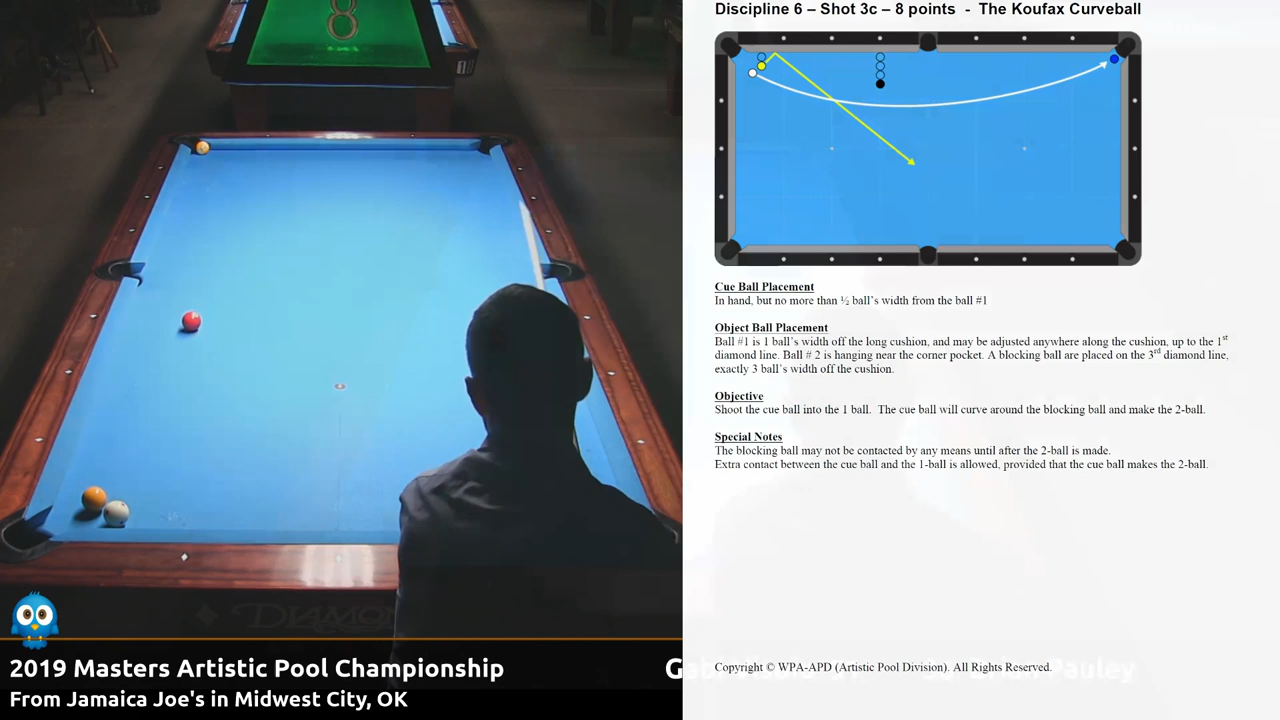 8
Discipline 6 – Shot 3c – 8 points - The Koufax Curveball
Cue Ball Placement
In hand, but no more than ½ ball's width from the ball #1
Object Ball Placement
Ball #1 is 1 ball's width off the long cushion, and may be adjusted anywhere along the cushion, up to the 1st
diamond line. Ball # 2 is hanging near the corner pocket. A blocking ball are placed on the 3rd diamond line,
exactly 3 ball's width off the cushion.
Objective
Shoot the cue ball into the 1 ball. The cue ball will curve around the blocking ball and make the 2-ball.
Special Notes
The blocking ball may not be contacted by any means until after the 2-ball is made.
Extra contact between the cue ball and the 1-ball is allowed, provided that the cue ball makes the 2-ball.
DIAMON
2019 Masters Artistic Pool Championship
From Jamaica Joe's in Midwest City, OK
Copyright © WPA-APD (Artistic Pool Division). All Rights Reserved.
Pauley